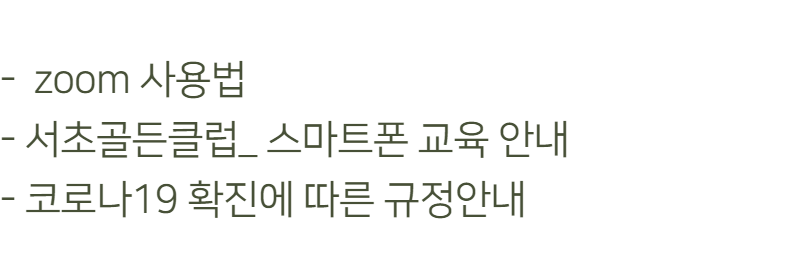 - zoom 사용법
- 서초골든클럽_ 스마트폰 교육 안내
- 코로나19 확진에 따른 규정안내